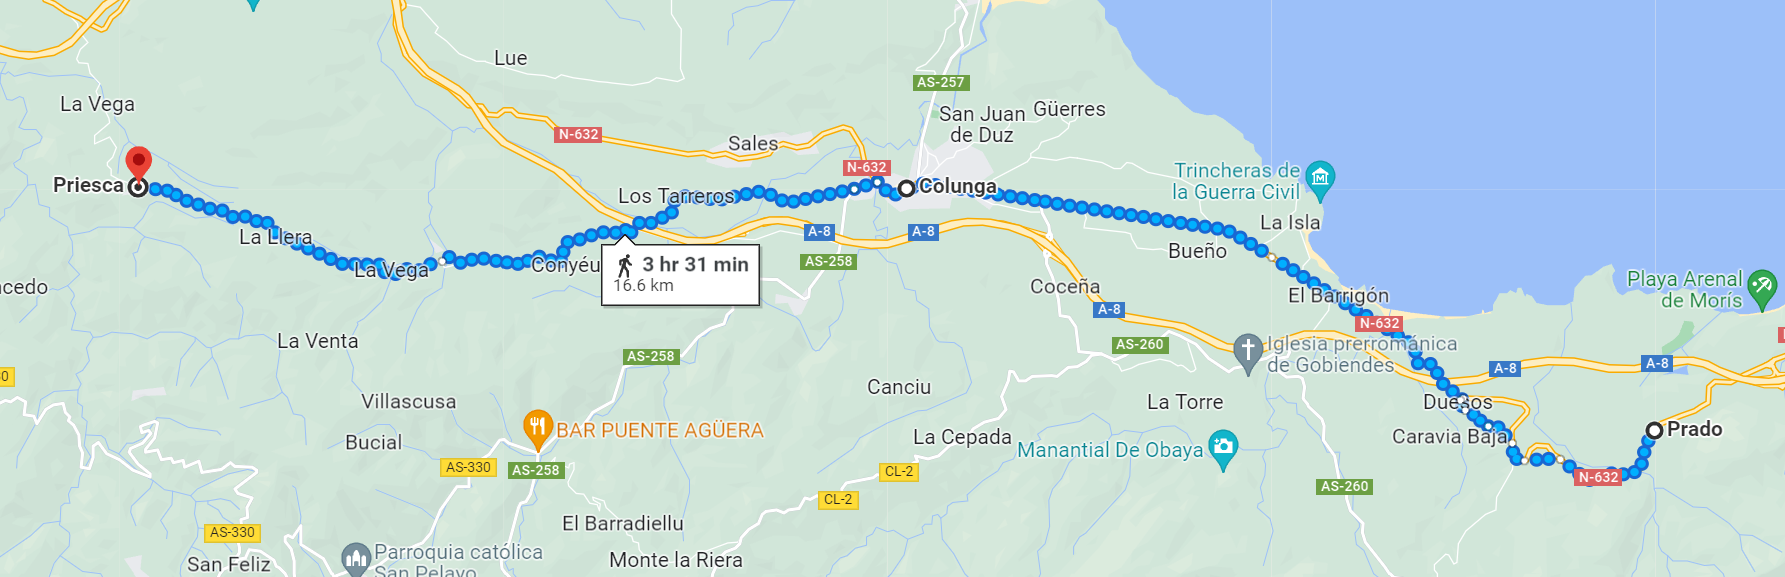 Lue
AS-257
La Vega
San Juan
de Duz
Güerres
N-632
Sales
N-632
Trincheras de
la Guerra Civil
Priesca
Colunga
Los Tarreros
La Isla
La Llera
A-8
A-8
Bueño
La Vega
Conyéu
3 hr 31 min
16.6 km
AS-258
Coceña
El Barrigón
Playa Arenal
de Morís
cedo
A-8
N-632
La Venta
AS-260
Iglesia prerrománica
de Gobiendes
AS-258
A-8
A-8
Canciu
Villascusa
La Torre
Duesos
BAR PUENTE AGÜERA
Prado
Bucial
La Cepada
Caravia Baja
Manantial De Obaya
AS-330
AS-258
CL-2
N-632
AS-260
CL-2
El Barradiellu
AS-330
Parroquia católica
San Pelayo
San Feliz
Monte la Riera